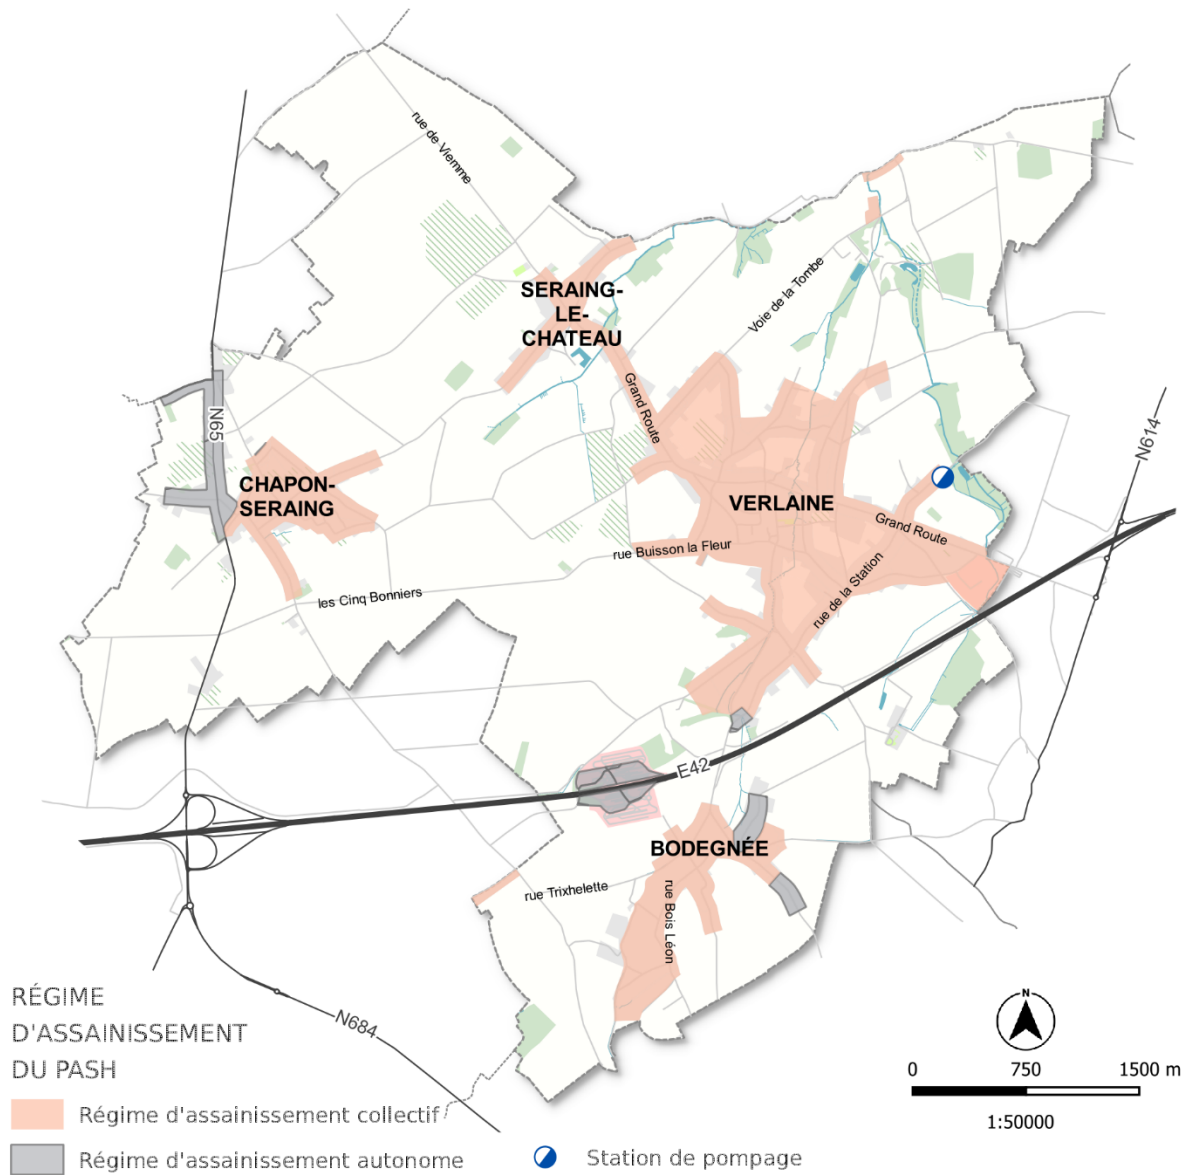 rue de Viemme
SERAING-
LE-
CHATEAU
Voie de la Tombe
Grand Route
N65
N614
CHAPON-
SERAING
VERLAINE
Grand Route
rue Buisson la Fleur
rue de la Station
les Cinq Bonniers
E42
BODEGNÉE
rue Trixhelette
rue Bois Léon
N684
RÉGIME
D'ASSAINISSEMENT
DU PASH
Régime d'assainissement collectif
Régime d'assainissement autonome
Station de pompage
N
0 750 1500 m
1:50000